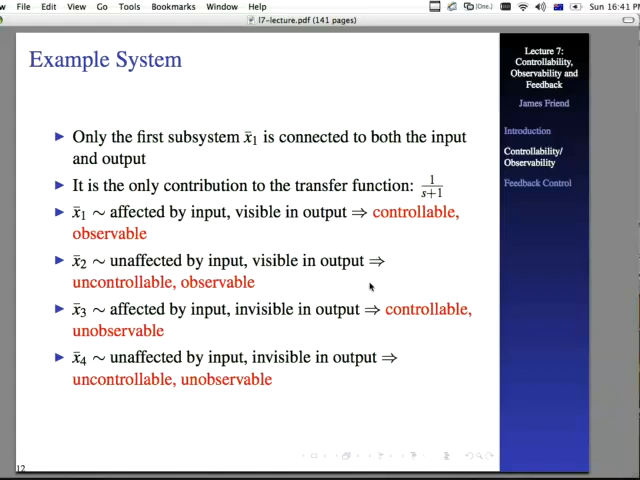 w File Edit View Go Tools Bookmarks Window Help
(One.)
Sun 16:41
l7-lecture.pdf (141 pages)
Example System
▶ Only the first subsystem x̄₁ is connected to both the input
and output
▶ It is the only contribution to the transfer function: 1/(s+1)
▶ x̄₁ ∼ affected by input, visible in output ⇒ controllable,
observable
▶ x̄₂ ∼ unaffected by input, visible in output ⇒
uncontrollable, observable
▶ x̄₃ ∼ affected by input, invisible in output ⇒ controllable,
unobservable
▶ x̄₄ ∼ unaffected by input, invisible in output ⇒
uncontrollable, unobservable
Lecture 7:
Controllability,
Observability and
Feedback
James Friend
Introduction
Controllability/
Observability
Feedback Control
12